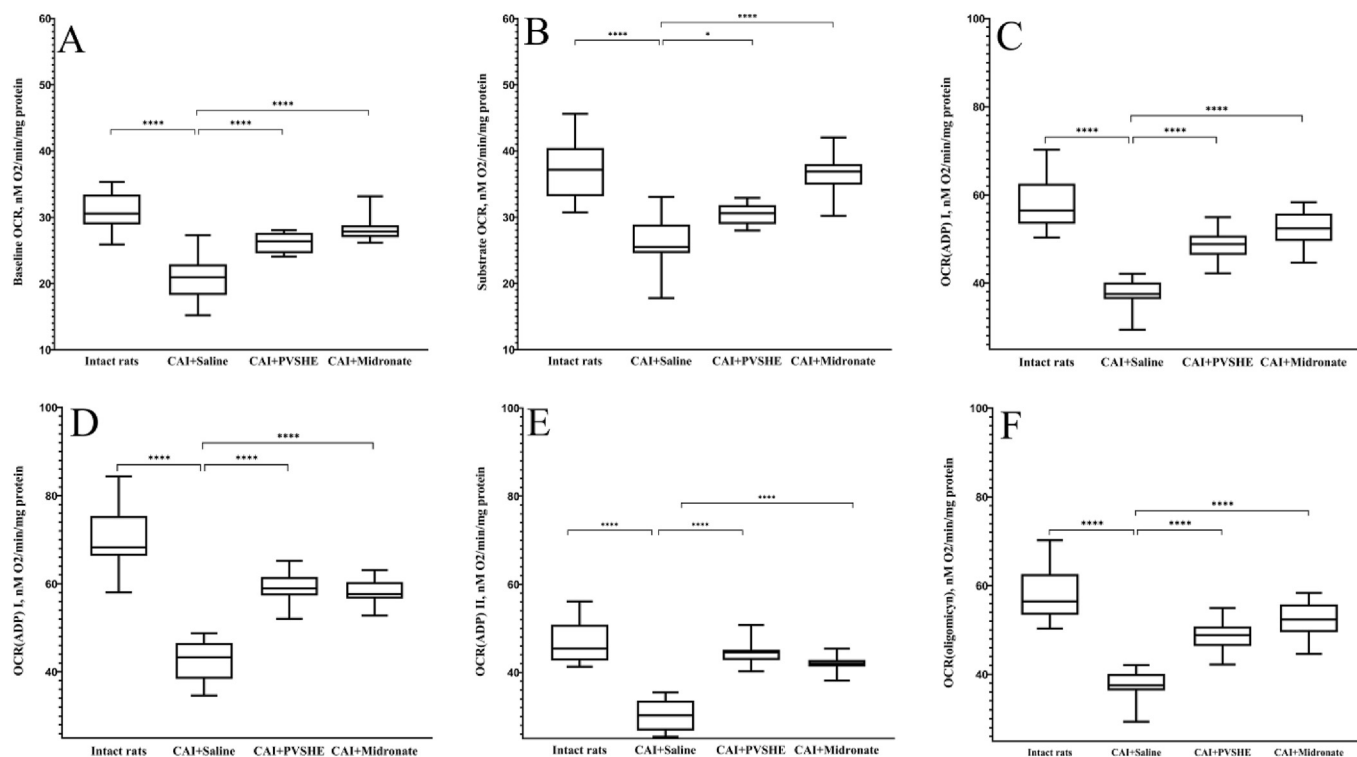 A
Baseline OCR, nM O2/min/mg protein
60
50
40
30
20
10
****
****
****
Intact rats CAI+Saline CAI+PVSHE CAI+Midronate
B
Substrate OCR, nM O2/min/mg protein
60
50
40
30
20
10
****
****
*
Intact rats CAI+Saline CAI+PVSHE CAI+Midronate
C
OCR(ADP) I, nM O2/min/mg protein
100
80
60
40
****
****
****
Intact rats CAI+Saline CAI+PVSHE CAI+Midronate
D
OCR(ADP) I, nM O2/min/mg protein
100
80
60
40
****
****
****
Intact rats CAI+Saline CAI+PVSHE CAI+Midronate
E
OCR(ADP) II, nM O2/min/mg protein
100
80
60
40
****
****
****
Intact rats CAI+Saline CAI+PVSHE CAI+Midronate
F
OCR(oligomicyn), nM O2/min/mg protein
100
80
60
40
****
****
****
Intact rats CAI+Saline CAI+PVSHE CAI+Midronate